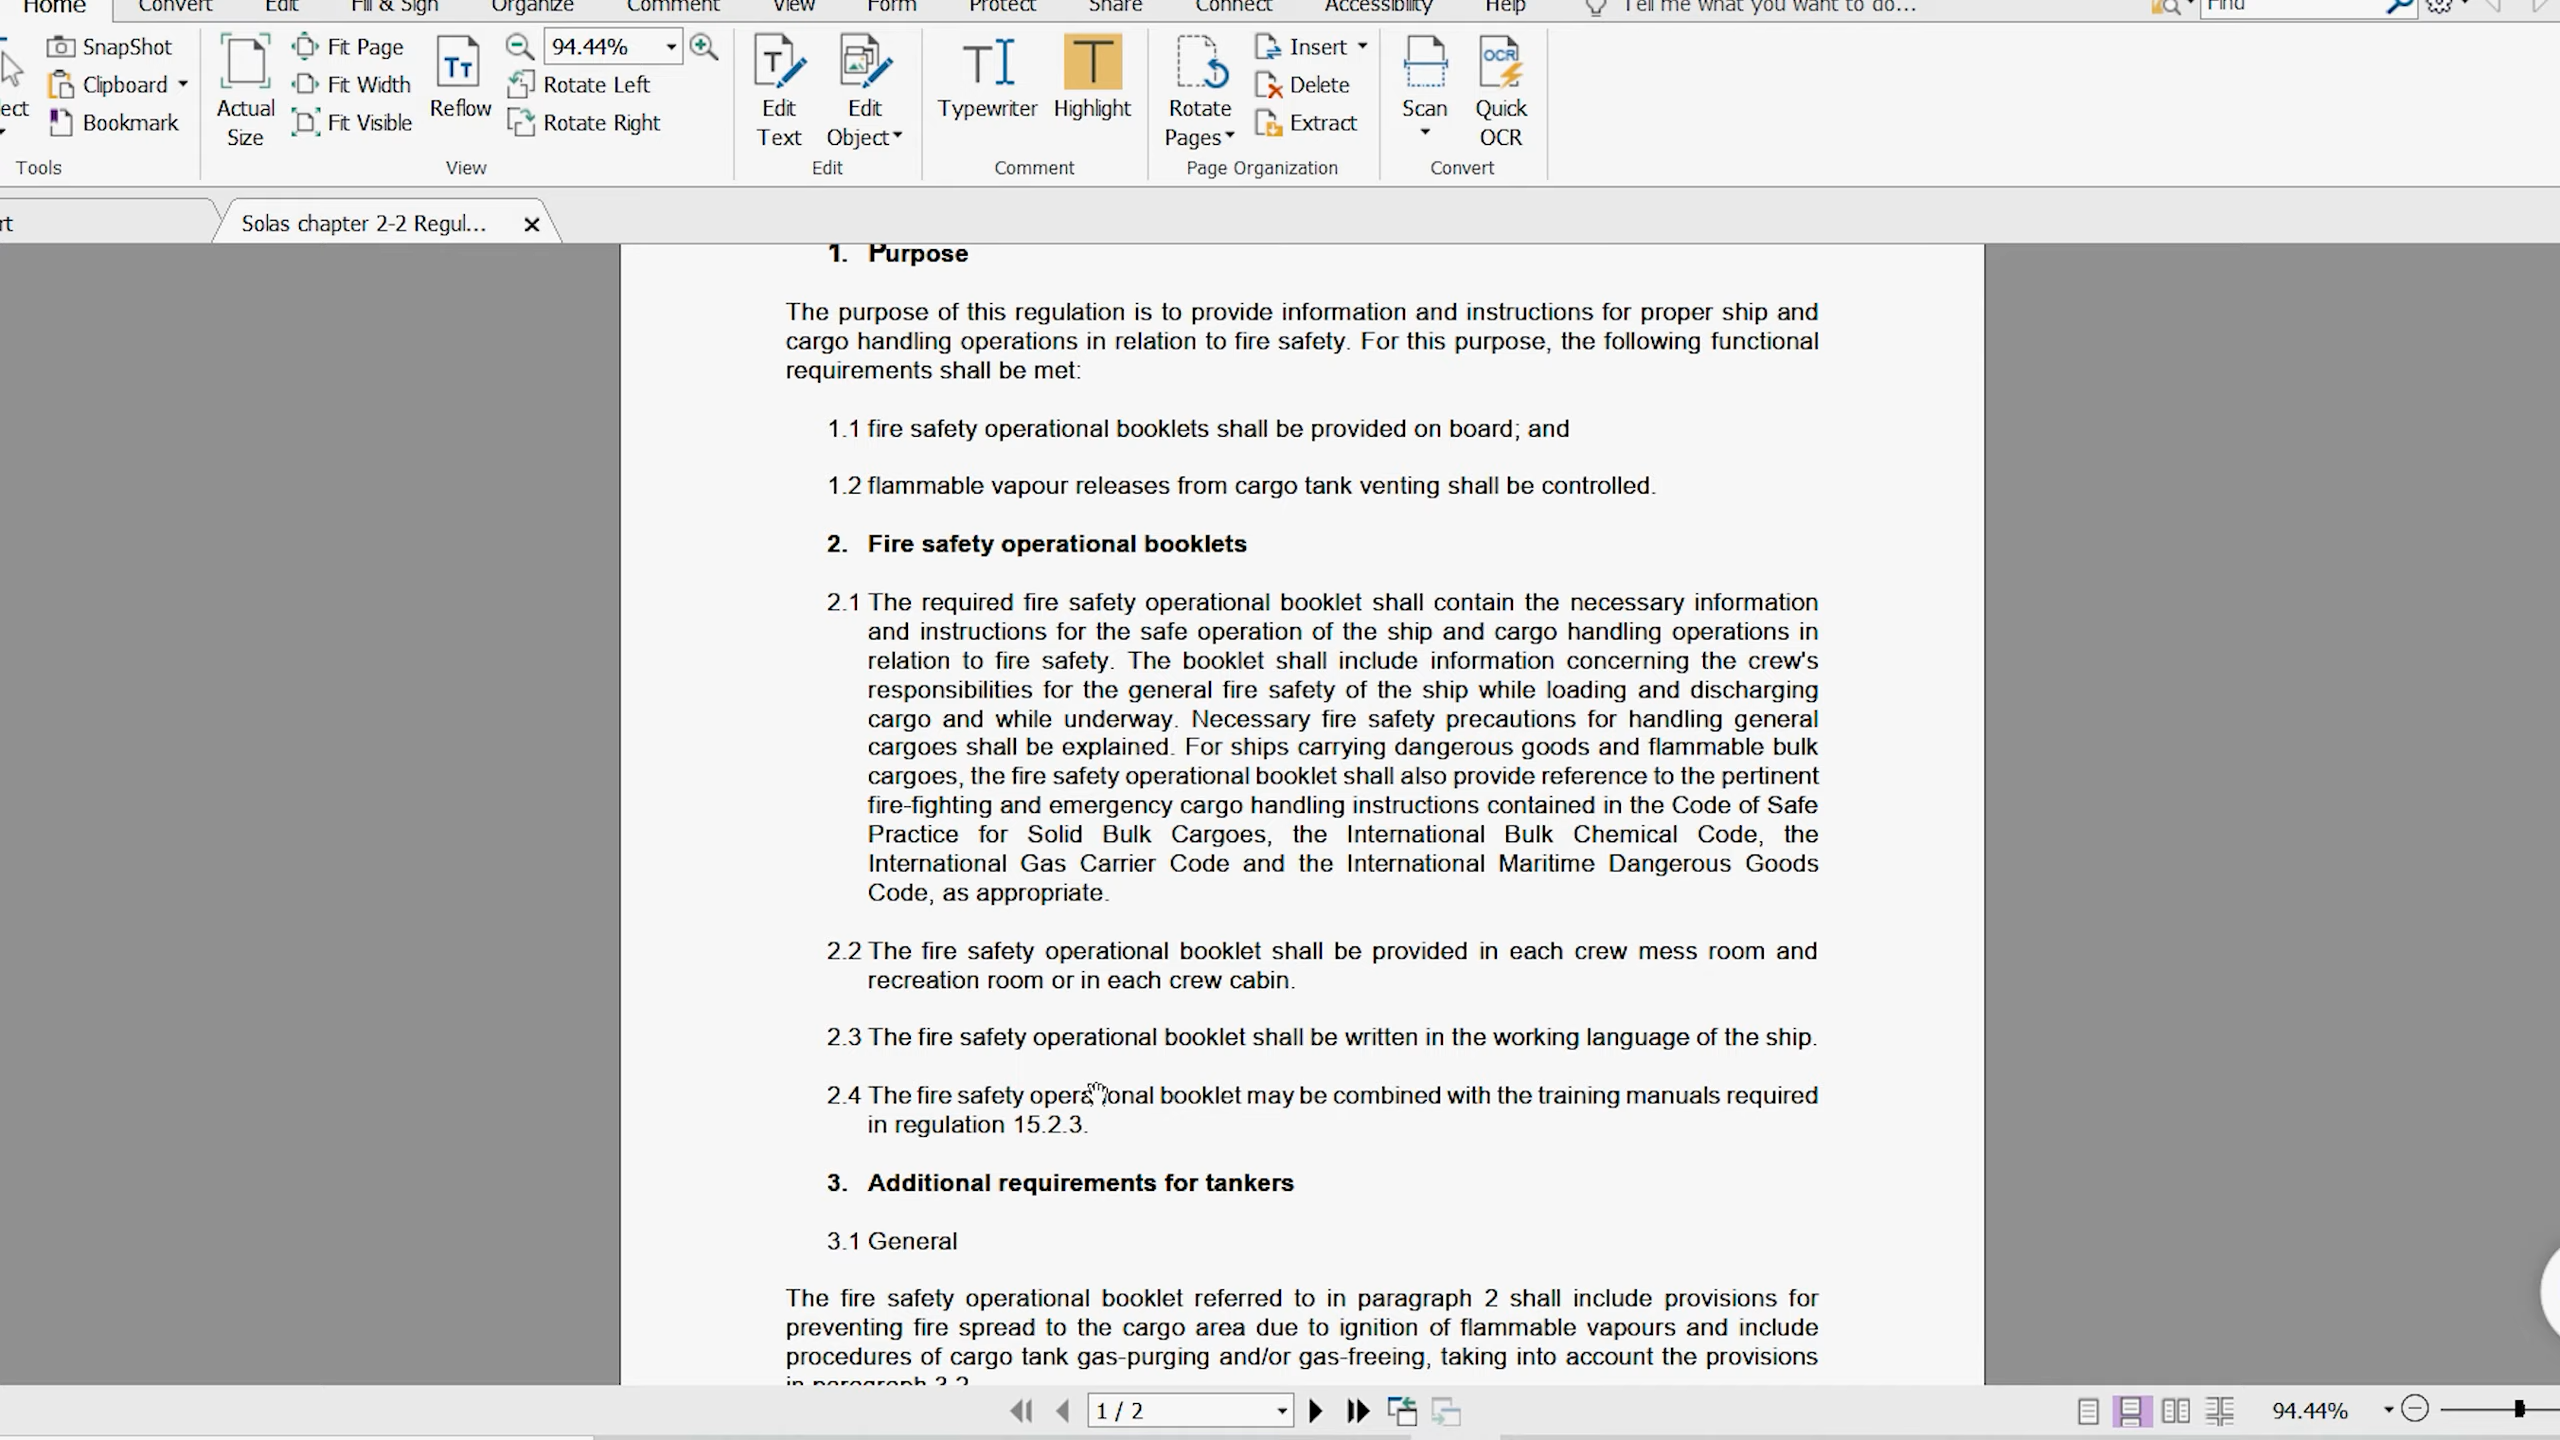 Home Convert Edit Fill & Sign Organize Comment View Form Protect Share Connect Accessibility Help Tell me what you want to do... Find
SnapShot
Clipboard
Bookmark
Tools
Actual Size
Fit Page
Fit Width
Fit Visible
Reflow
94.44%
Rotate Left
Rotate Right
View
Edit Text
Edit Object
Edit
Typewriter
Highlight
Comment
Rotate Pages
Insert
Delete
Extract
Page Organization
Scan
OCR
Quick OCR
Convert
Solas chapter 2-2 Regul...
1. Purpose
The purpose of this regulation is to provide information and instructions for proper ship and
cargo handling operations in relation to fire safety. For this purpose, the following functional
requirements shall be met:
1.1 fire safety operational booklets shall be provided on board; and
1.2 flammable vapour releases from cargo tank venting shall be controlled.
2. Fire safety operational booklets
2.1 The required fire safety operational booklet shall contain the necessary information
and instructions for the safe operation of the ship and cargo handling operations in
relation to fire safety. The booklet shall include information concerning the crew's
responsibilities for the general fire safety of the ship while loading and discharging
cargo and while underway. Necessary fire safety precautions for handling general
cargoes shall be explained. For ships carrying dangerous goods and flammable bulk
cargoes, the fire safety operational booklet shall also provide reference to the pertinent
fire-fighting and emergency cargo handling instructions contained in the Code of Safe
Practice for Solid Bulk Cargoes, the International Bulk Chemical Code, the
International Gas Carrier Code and the International Maritime Dangerous Goods
Code, as appropriate.
2.2 The fire safety operational booklet shall be provided in each crew mess room and
recreation room or in each crew cabin.
2.3 The fire safety operational booklet shall be written in the working language of the ship.
2.4 The fire safety operational booklet may be combined with the training manuals required
in regulation 15.2.3.
3. Additional requirements for tankers
3.1 General
The fire safety operational booklet referred to in paragraph 2 shall include provisions for
preventing fire spread to the cargo area due to ignition of flammable vapours and include
procedures of cargo tank gas-purging and/or gas-freeing, taking into account the provisions
in paragraph 3.2
1 / 2
94.44%